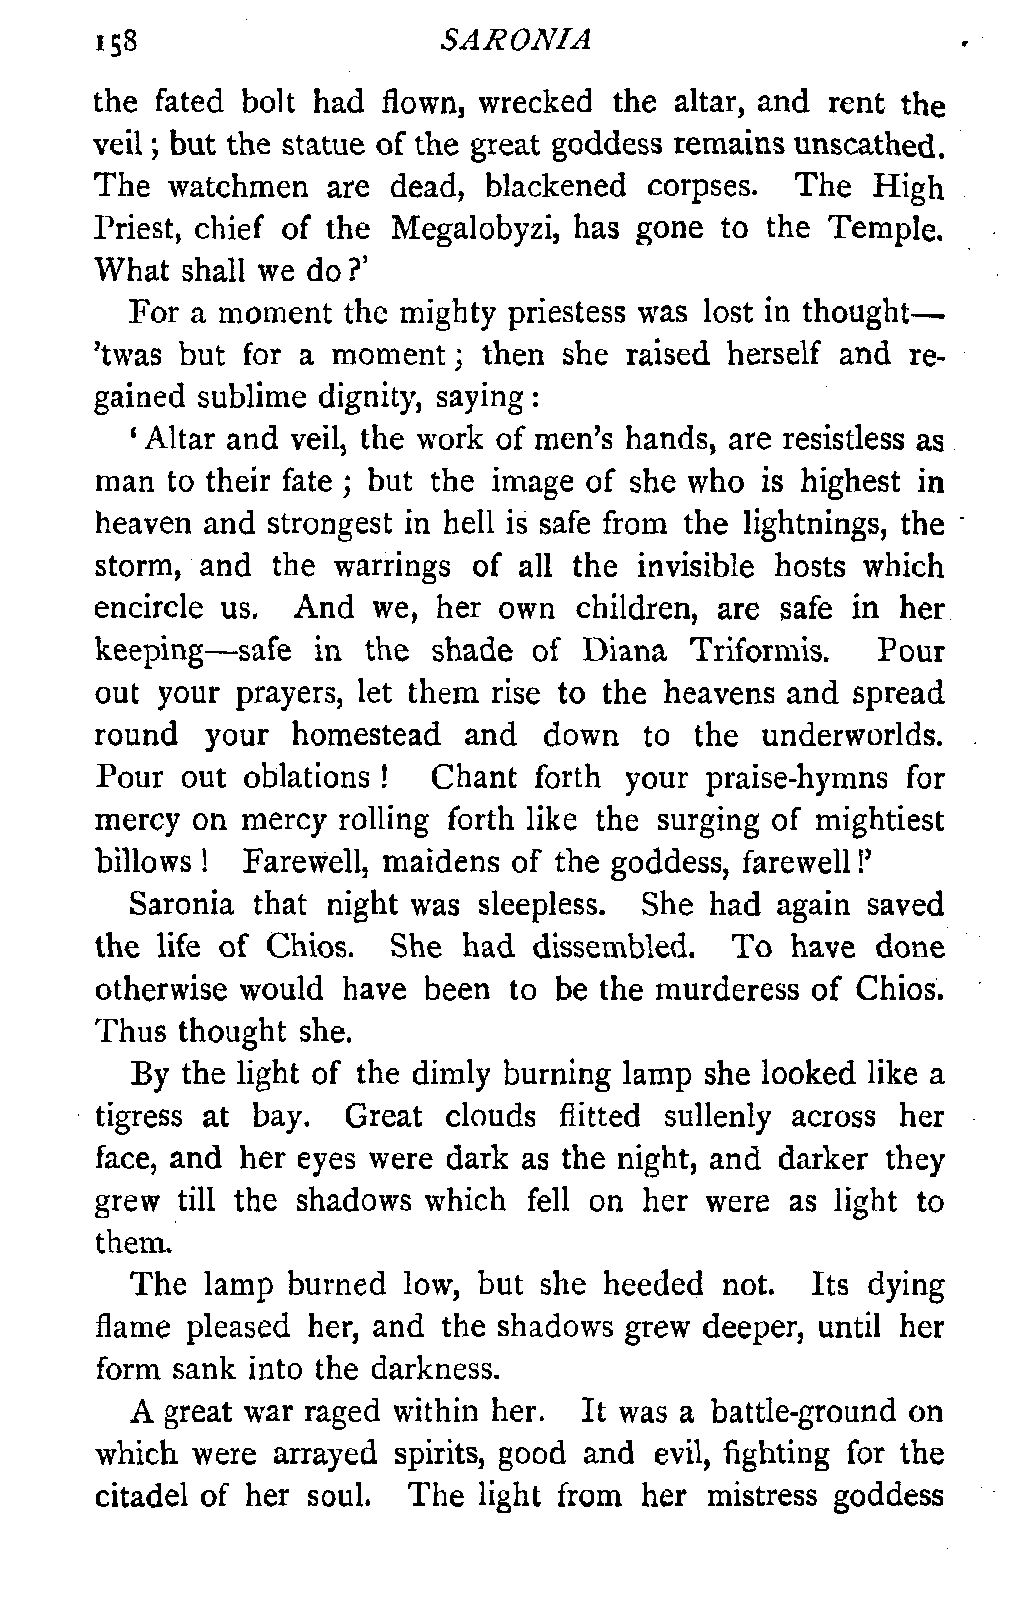 158 SARONIA
the fated bolt had flown, wrecked the altar, and rent the
veil ; but the statue of the great goddess remains unscathed.
The watchmen are dead, blackened corpses. The High
Priest, chief of the Megalobyzi, has gone to the Temple.
What shall we do ?’
For a moment the mighty priestess was lost in thought—
’twas but for a moment ; then she raised herself and re-
gained sublime dignity, saying :
‘ Altar and veil, the work of men’s hands, are resistless as
man to their fate ; but the image of she who is highest in
heaven and strongest in hell is safe from the lightnings, the
storm, and the warrings of all the invisible hosts which
encircle us. And we, her own children, are safe in her
keeping—safe in the shade of Diana Triformis. Pour
out your prayers, let them rise to the heavens and spread
round your homestead and down to the underworlds.
Pour out oblations ! Chant forth your praise-hymns for
mercy on mercy rolling forth like the surging of mightiest
billows ! Farewell, maidens of the goddess, farewell !’
Saronia that night was sleepless. She had again saved
the life of Chios. She had dissembled. To have done
otherwise would have been to be the murderess of Chios.
Thus thought she.
By the light of the dimly burning lamp she looked like a
tigress at bay. Great clouds flitted sullenly across her
face, and her eyes were dark as the night, and darker they
grew till the shadows which fell on her were as light to
them.
The lamp burned low, but she heeded not. Its dying
flame pleased her, and the shadows grew deeper, until her
form sank into the darkness.
A great war raged within her. It was a battle-ground on
which were arrayed spirits, good and evil, fighting for the
citadel of her soul. The light from her mistress goddess